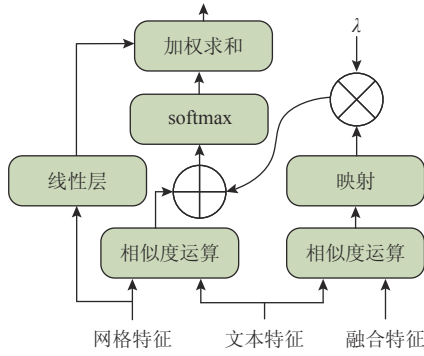 加权求和
λ
softmax
线性层
映射
相似度运算
相似度运算
网格特征
文本特征
融合特征